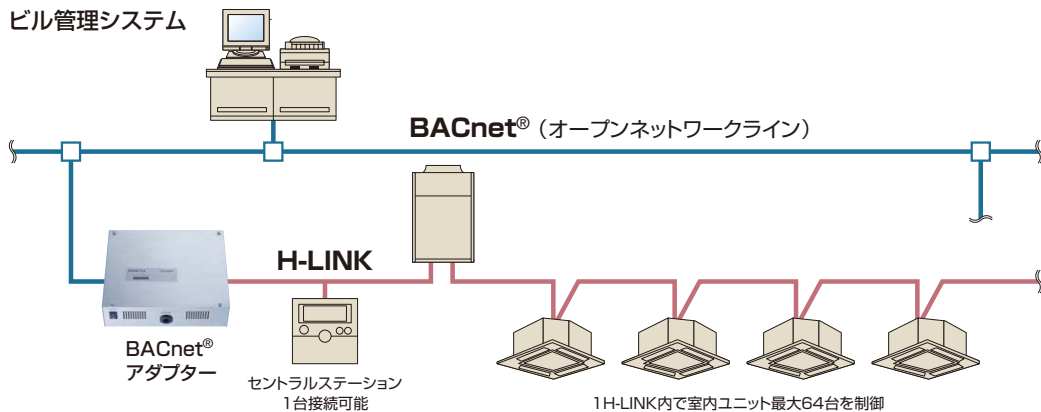 ビル管理システム
BACnet®（オープンネットワークライン）
H-LINK
BACnet®
アダプター
セントラルステーション
1台接続可能
1H-LINK内で室内ユニット最大64台を制御